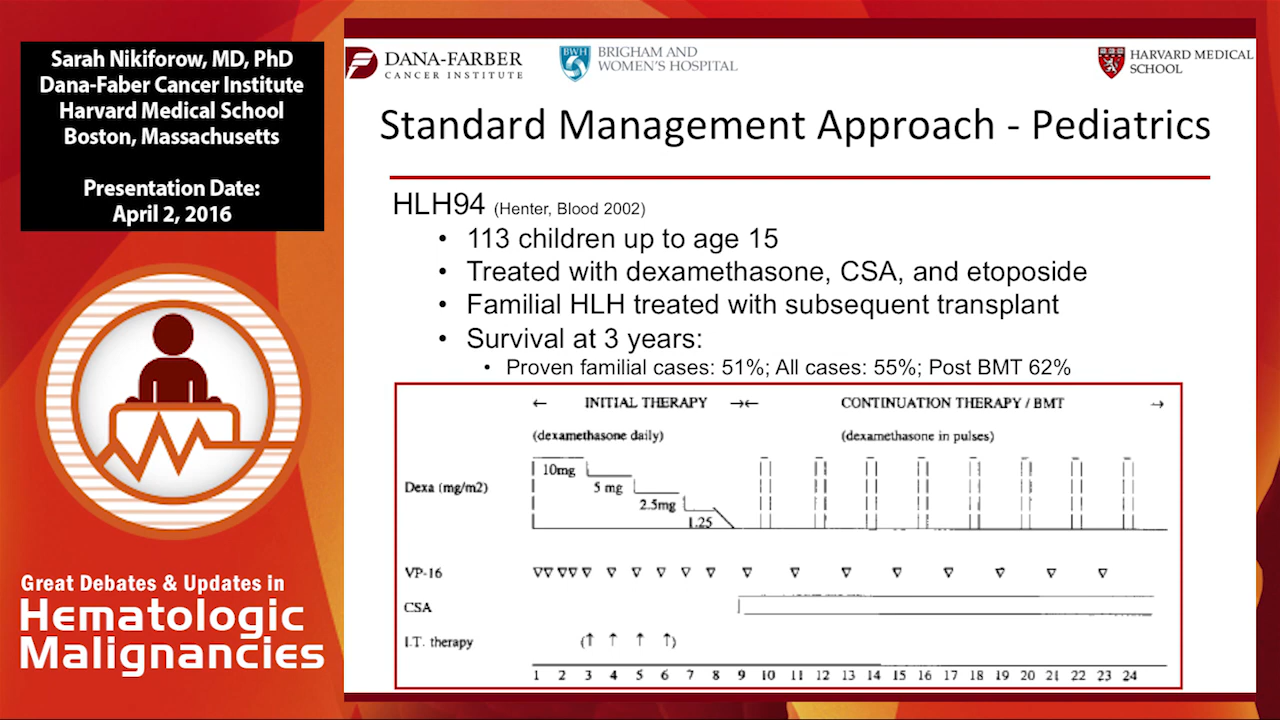 Sarah Nikiforow, MD, PhD
Dana-Faber Cancer Institute
Harvard Medical School
Boston, Massachusetts
Presentation Date:
April 2, 2016
Great Debates & Updates in
Hematologic
Malignancies
DANA-FARBER
CANCER INSTITUTE
BWH
BRIGHAM AND
WOMEN'S HOSPITAL
HARVARD MEDICAL
SCHOOL
Standard Management Approach - Pediatrics
HLH94 (Henter, Blood 2002)
• 113 children up to age 15
• Treated with dexamethasone, CSA, and etoposide
• Familial HLH treated with subsequent transplant
• Survival at 3 years:
• Proven familial cases: 51%; All cases: 55%; Post BMT 62%
← INITIAL THERAPY →← CONTINUATION THERAPY / BMT →
(dexamethasone daily) (dexamethasone in pulses)
10mg
Dexa (mg/m2) 5 mg
2.5mg
1.25
VP-16
CSA
I.T. therapy (↑ ↑ ↑ ↑)
1 2 3 4 5 6 7 8 9 10 11 12 13 14 15 16 17 18 19 20 21 22 23 24